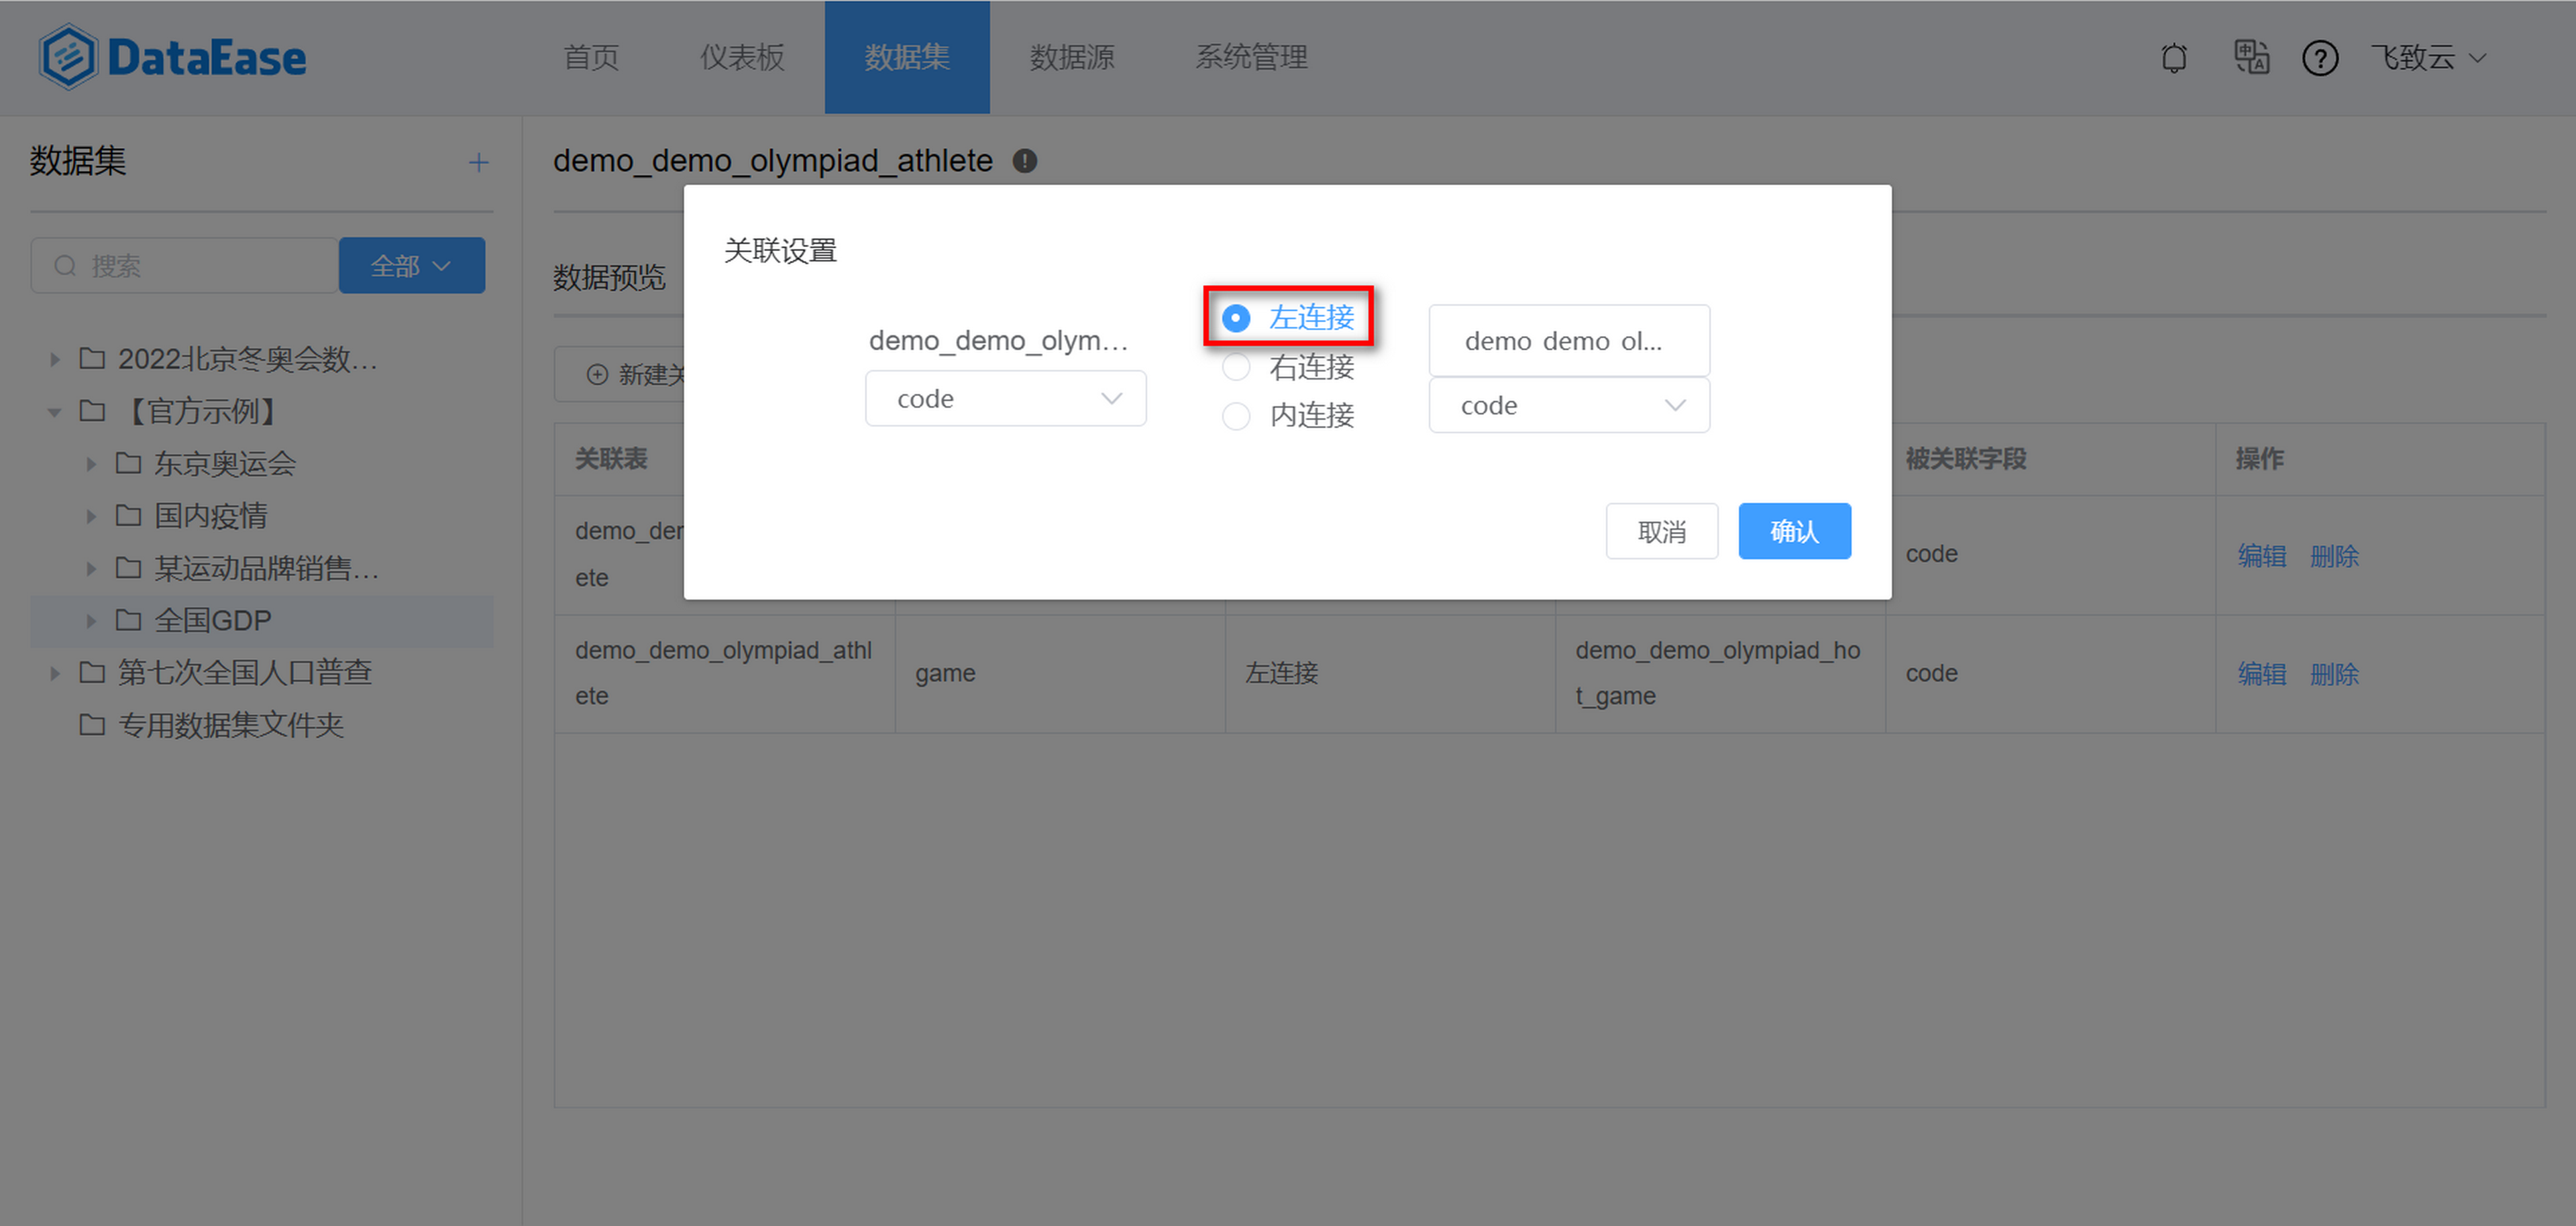 DataEase
首页
仪表板
数据集
数据源
系统管理
飞致云
数据集
搜索
全部
2022北京冬奥会数...
【官方示例】
东京奥运会
国内疫情
某运动品牌销售...
全国GDP
第七次全国人口普查
专用数据集文件夹
demo_demo_olympiad_athlete
数据预览
新建关
关联设置
demo_demo_olym...
code
左连接
右连接
内连接
demo demo ol...
code
取消
确认
关联表
被关联字段
操作
demo_der
ete
code
编辑 删除
demo_demo_olympiad_athl
ete
game
左连接
demo_demo_olympiad_ho
t_game
code
编辑 删除